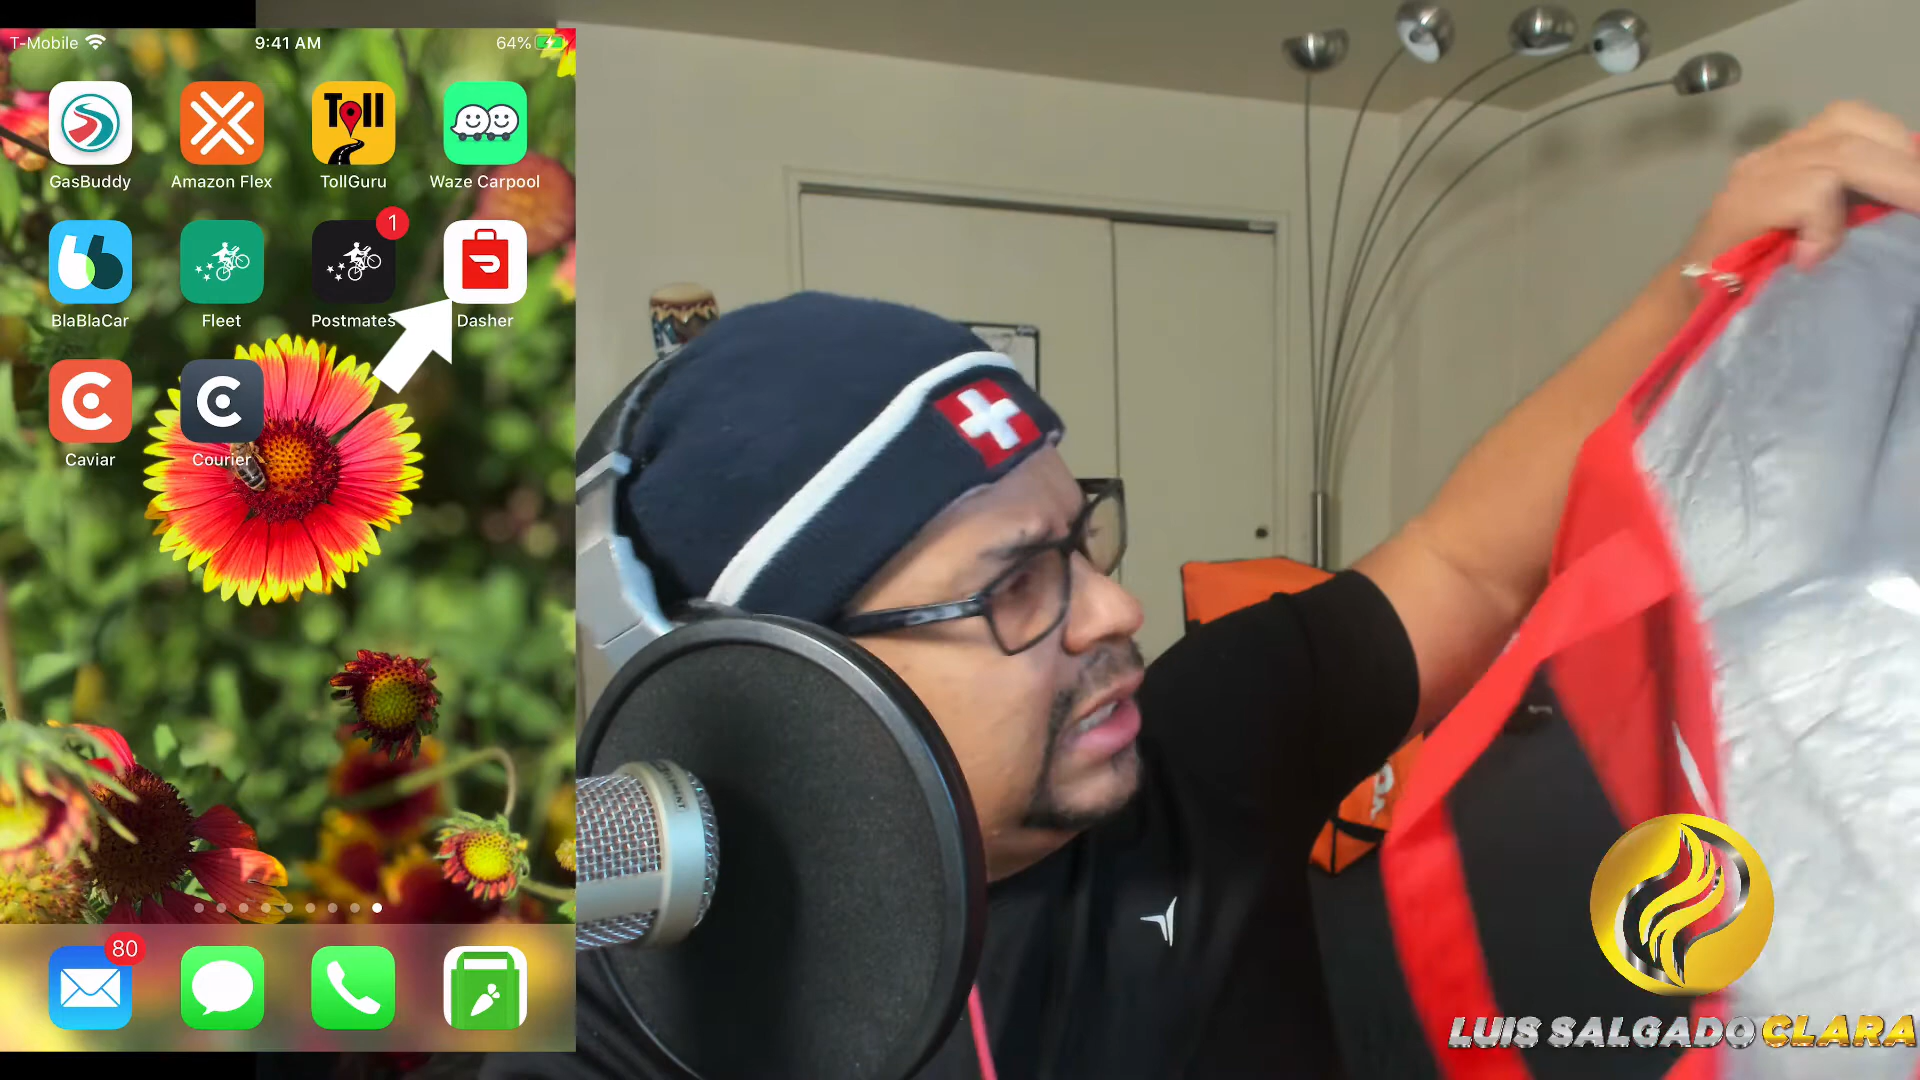 T-Mobile 9:41 AM 64%
Toll
GasBuddy Amazon Flex TollGuru Waze Carpool
1
BlaBlaCar Fleet Postmates Dasher
Caviar Courier
80
LUIS SALGADO CLARA